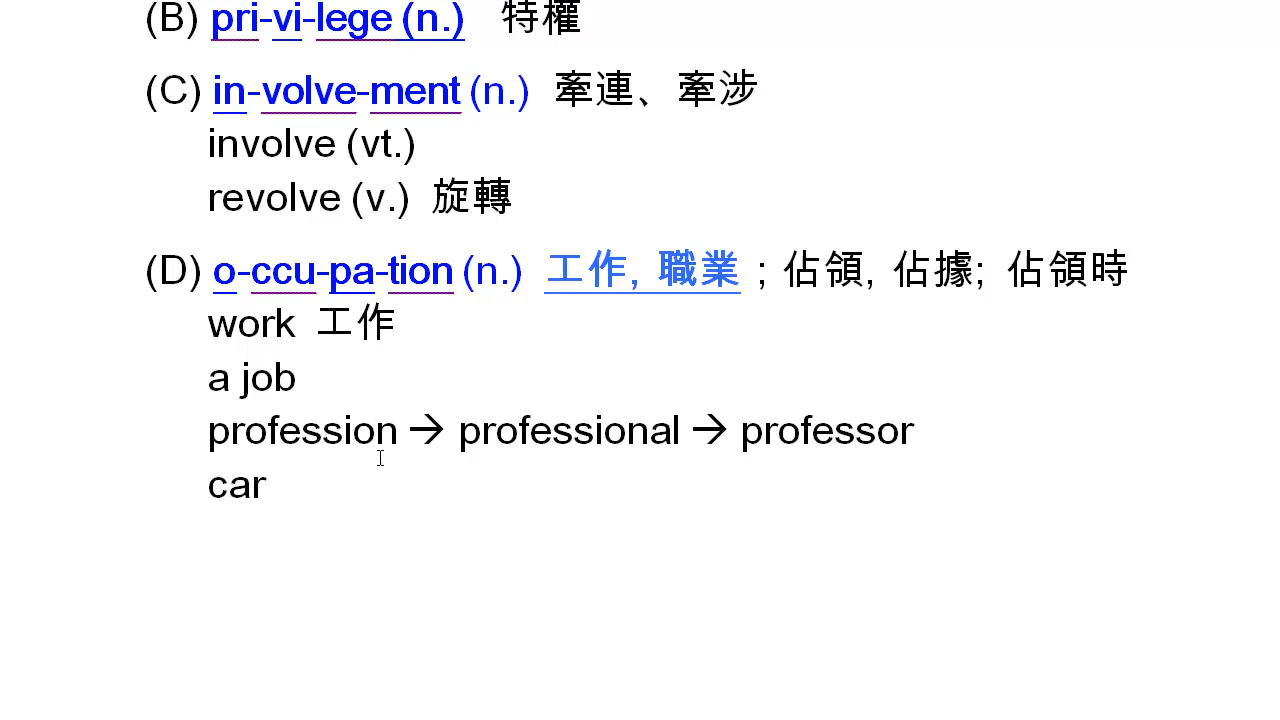 (B) pri-vi-lege (n.) 特權
(C) in-volve-ment (n.) 牽連、牽涉
involve (vt.)
revolve (v.) 旋轉
(D) o-ccu-pa-tion (n.) 工作, 職業 ; 佔領, 佔據; 佔領時
work 工作
a job
profession → professional → professor
car